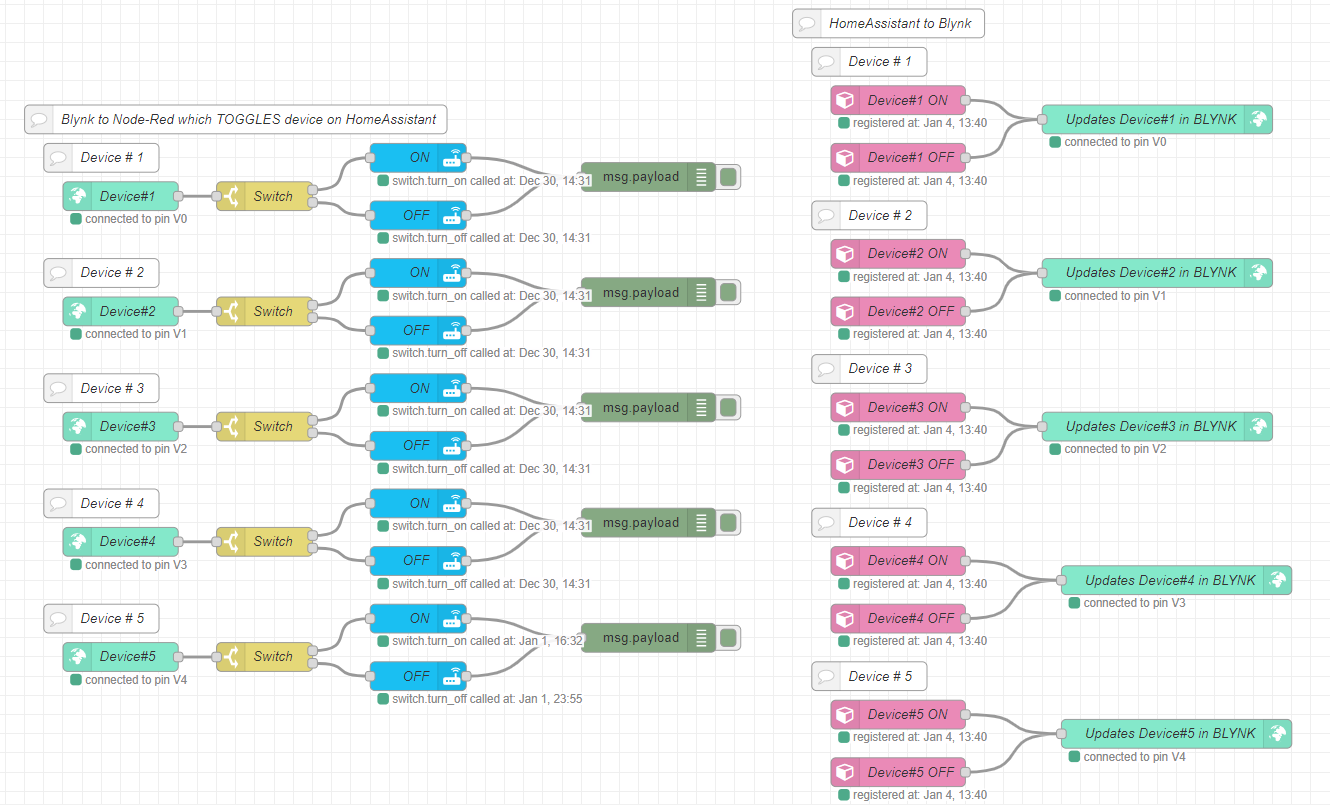 Blynk to Node-Red which TOGGLES device on HomeAssistant
Device # 1
Device#1
connected to pin V0
Switch
ON
switch.turn_on called at: Dec 30, 14:31
OFF
switch.turn_off called at: Dec 30, 14:31
msg.payload
Device # 2
Device#2
connected to pin V1
Switch
ON
switch.turn_on called at: Dec 30, 14:31
OFF
switch.turn_off called at: Dec 30, 14:31
msg.payload
Device # 3
Device#3
connected to pin V2
Switch
ON
switch.turn_on called at: Dec 30, 14:31
OFF
switch.turn_off called at: Dec 30, 14:31
msg.payload
Device # 4
Device#4
connected to pin V3
Switch
ON
switch.turn_on called at: Dec 30, 14:31
OFF
switch.turn_off called at: Dec 30, 14:31
msg.payload
Device # 5
Device#5
connected to pin V4
Switch
ON
switch.turn_on called at: Jan 1, 16:32
OFF
switch.turn_off called at: Jan 1, 23:55
msg.payload
HomeAssistant to Blynk
Device # 1
Device#1 ON
registered at: Jan 4, 13:40
Device#1 OFF
registered at: Jan 4, 13:40
Updates Device#1 in BLYNK
connected to pin V0
Device # 2
Device#2 ON
registered at: Jan 4, 13:40
Device#2 OFF
registered at: Jan 4, 13:40
Updates Device#2 in BLYNK
connected to pin V1
Device # 3
Device#3 ON
registered at: Jan 4, 13:40
Device#3 OFF
registered at: Jan 4, 13:40
Updates Device#3 in BLYNK
connected to pin V2
Device # 4
Device#4 ON
registered at: Jan 4, 13:40
Device#4 OFF
registered at: Jan 4, 13:40
Updates Device#4 in BLYNK
connected to pin V3
Device # 5
Device#5 ON
registered at: Jan 4, 13:40
Device#5 OFF
registered at: Jan 4, 13:40
Updates Device#5 in BLYNK
connected to pin V4